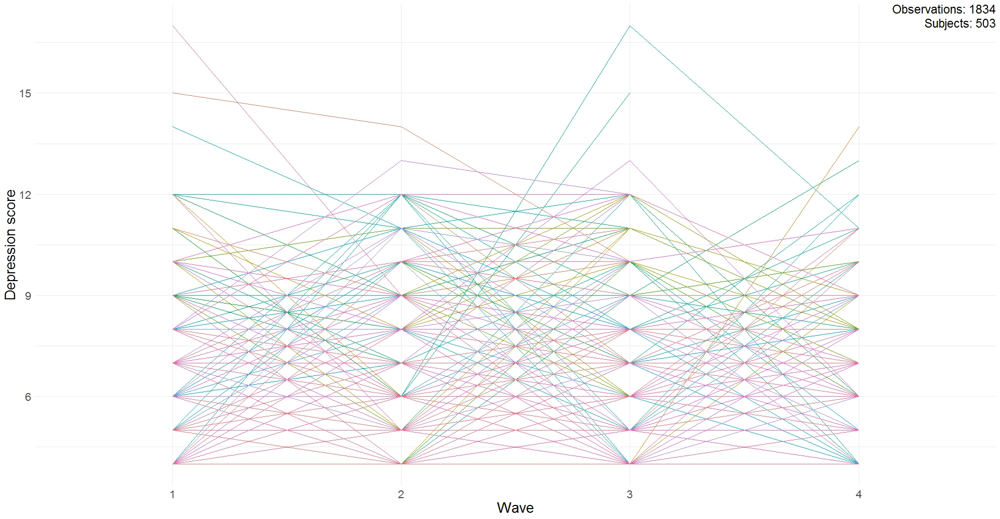 Observations: 1834
Subjects: 503
Depression score
15
12
9
6
1 2 3 4
Wave